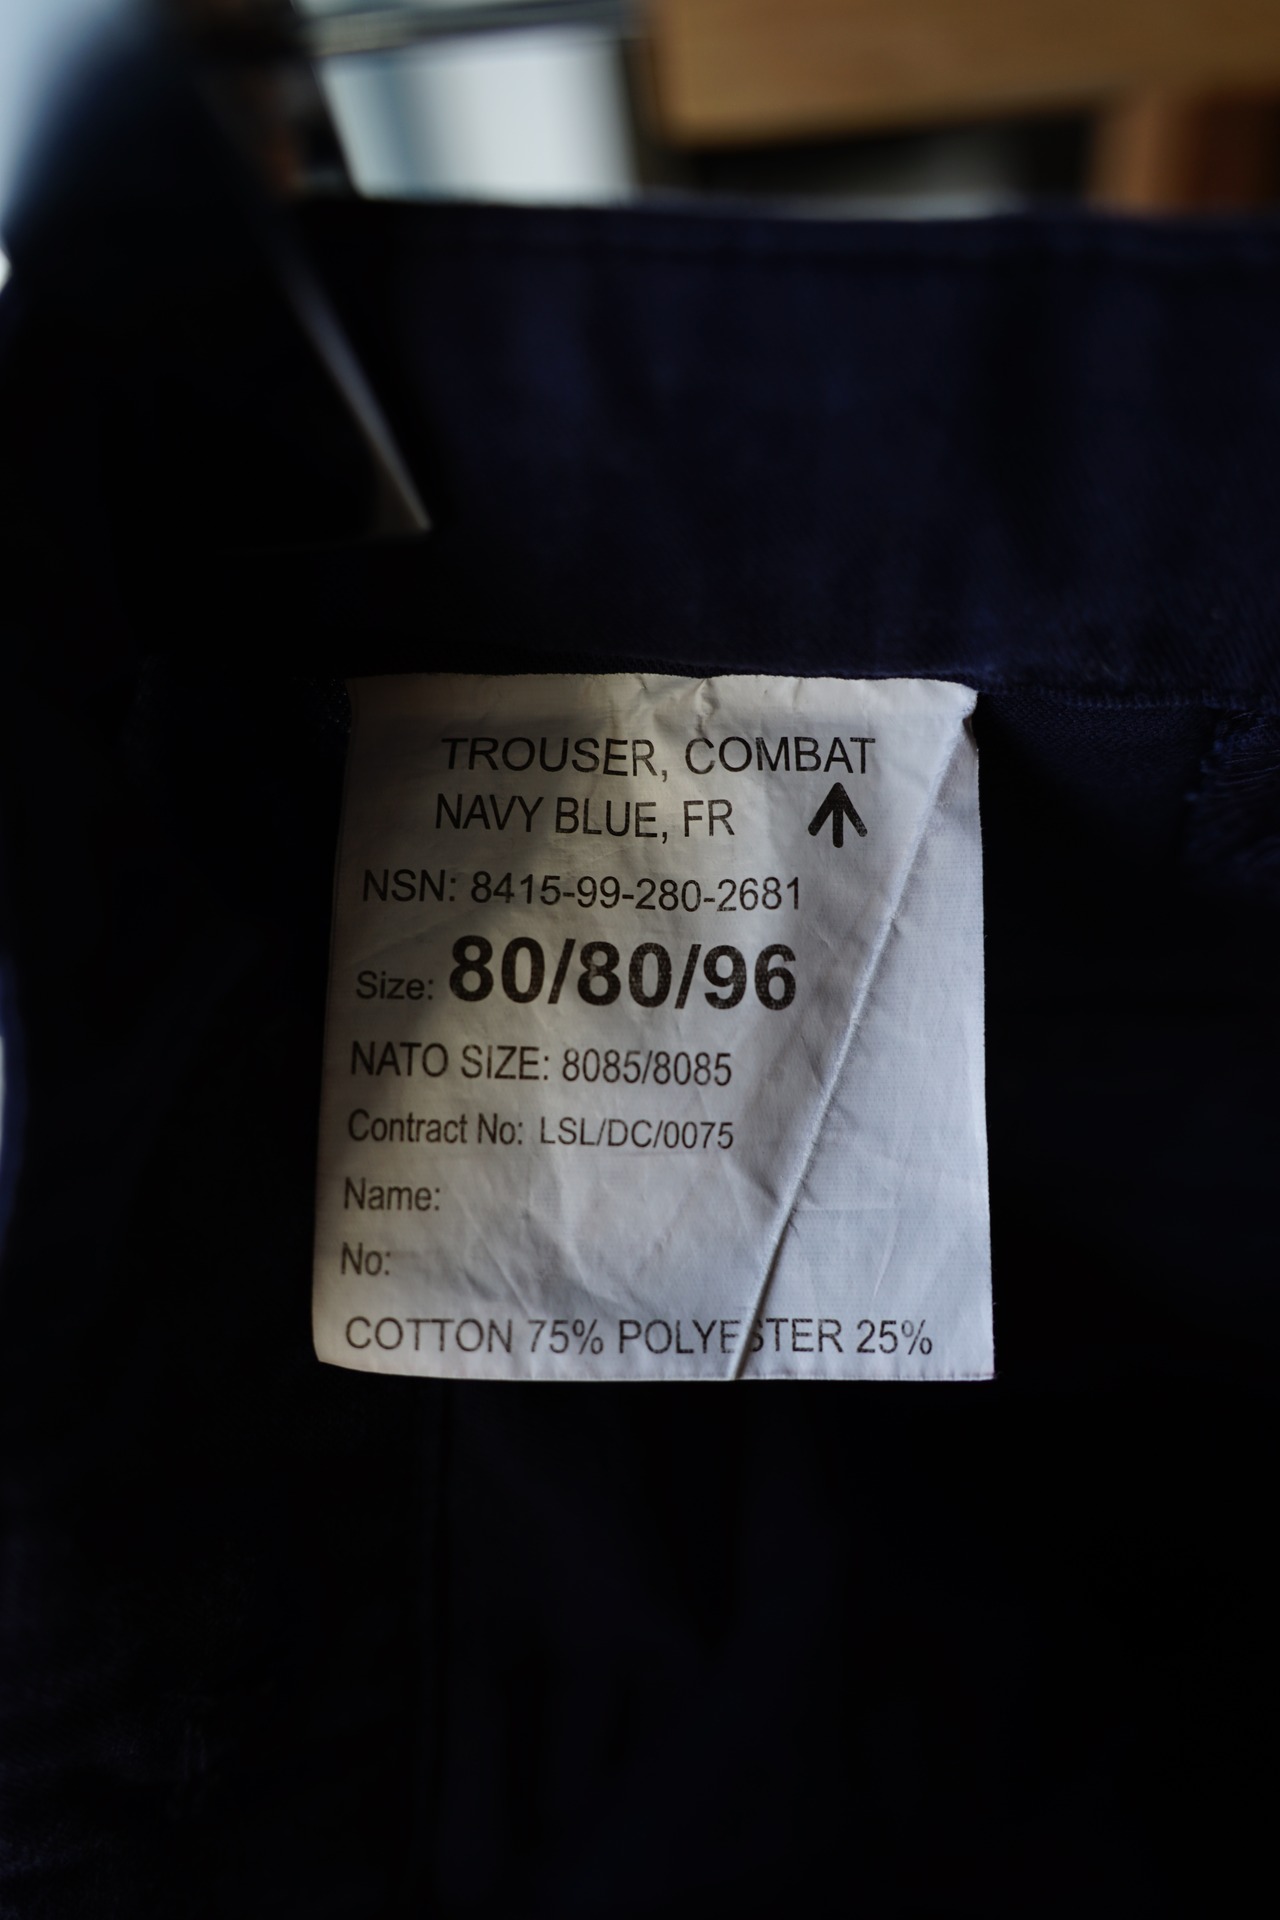 TROUSER, COMBAT
NAVY BLUE, FR
NSN: 8415-99-280-2681
Size: 80/80/96
NATO SIZE: 8085/8085
Contract No: LSL/DC/0075
Name:
No:
COTTON 75% POLYESTER 25%